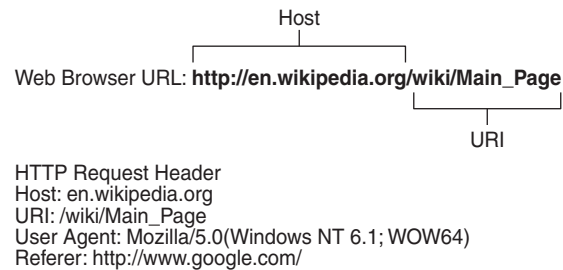 Host
Web Browser URL: http://en.wikipedia.org/wiki/Main_Page
URI
HTTP Request Header
Host: en.wikipedia.org
URI: /wiki/Main_Page
User Agent: Mozilla/5.0(Windows NT 6.1; WOW64)
Referer: http://www.google.com/